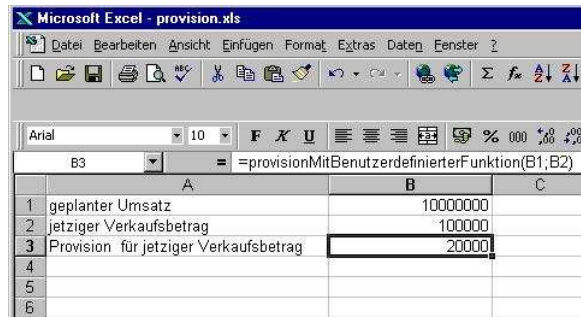 Microsoft Excel - provision.xls
Datei Bearbeiten Ansicht Einfügen Format Extras Daten Fenster ?
Arial 10 F K U % 000
B3 = =provisionMitBenutzerdefinierterFunktion(B1;B2)
A B C
1 geplanter Umsatz 10000000
2 jetziger Verkaufsbetrag 100000
3 Provision für jetziger Verkaufsbetrag 20000
4
5
6